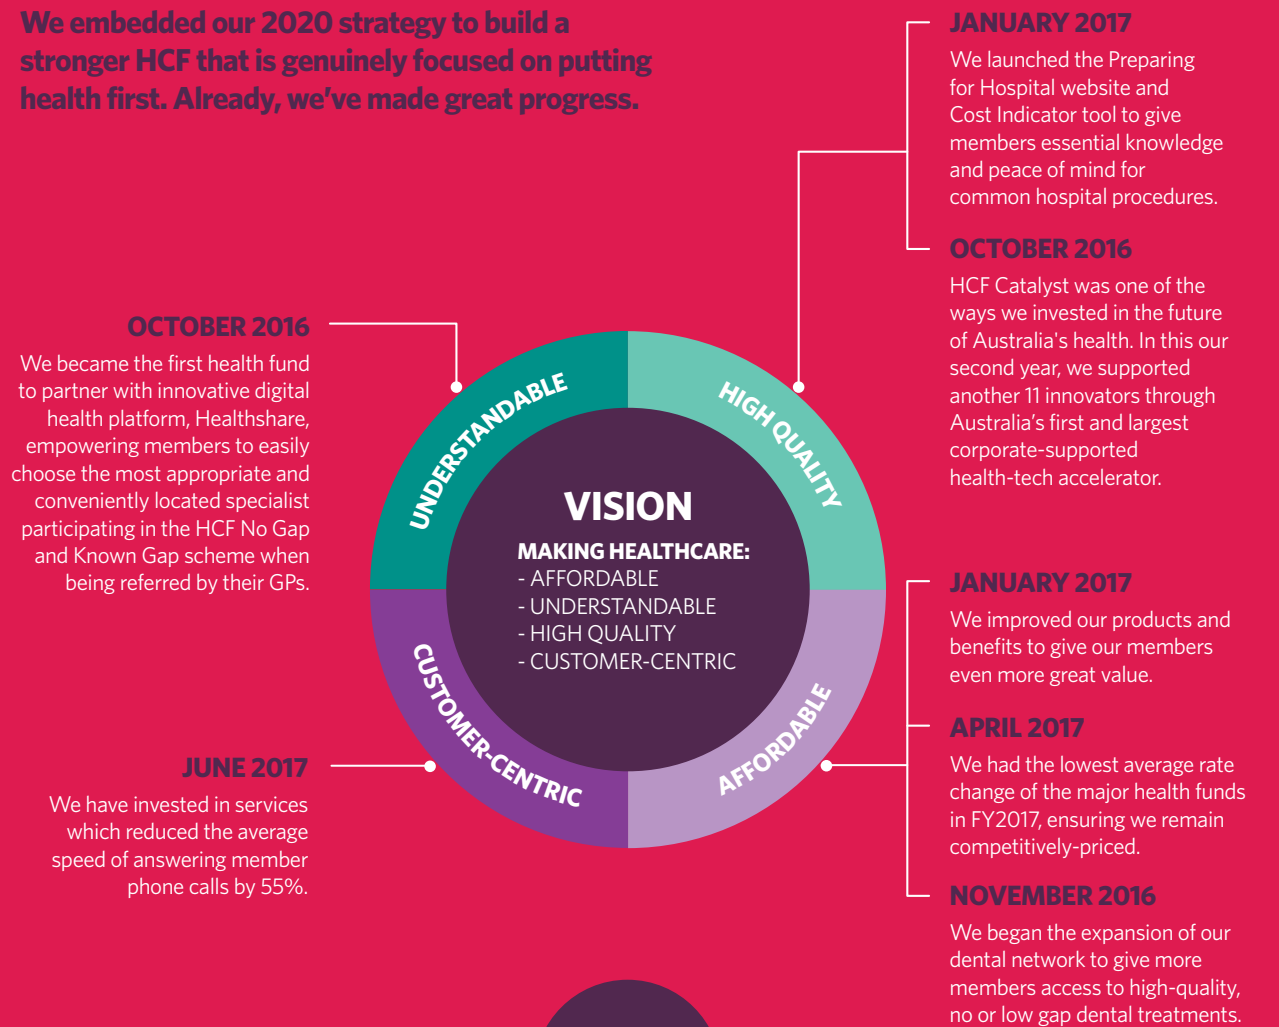 We embedded our 2020 strategy to build a
stronger HCF that is genuinely focused on putting
health first. Already, we've made great progress.
JANUARY 2017
We launched the Preparing
for Hospital website and
Cost Indicator tool to give
members essential knowledge
and peace of mind for
common hospital procedures.
OCTOBER 2016
HCF Catalyst was one of the
ways we invested in the future
of Australia's health. In this our
second year, we supported
another 11 innovators through
Australia’s first and largest
corporate-supported
health-tech accelerator.
OCTOBER 2016
We became the first health fund
to partner with innovative digital
health platform, Healthshare,
empowering members to easily
choose the most appropriate and
conveniently located specialist
participating in the HCF No Gap
and Known Gap scheme when
being referred by their GPs.
UNDERSTANDABLE
HIGH QUALITY
VISION
MAKING HEALTHCARE:
- AFFORDABLE
- UNDERSTANDABLE
- HIGH QUALITY
- CUSTOMER-CENTRIC
CUSTOMER-CENTRIC
AFFORDABLE
JANUARY 2017
We improved our products and
benefits to give our members
even more great value.
APRIL 2017
We had the lowest average rate
change of the major health funds
in FY2017, ensuring we remain
competitively-priced.
NOVEMBER 2016
We began the expansion of our
dental network to give more
members access to high-quality,
no or low gap dental treatments.
JUNE 2017
We have invested in services
which reduced the average
speed of answering member
phone calls by 55%.